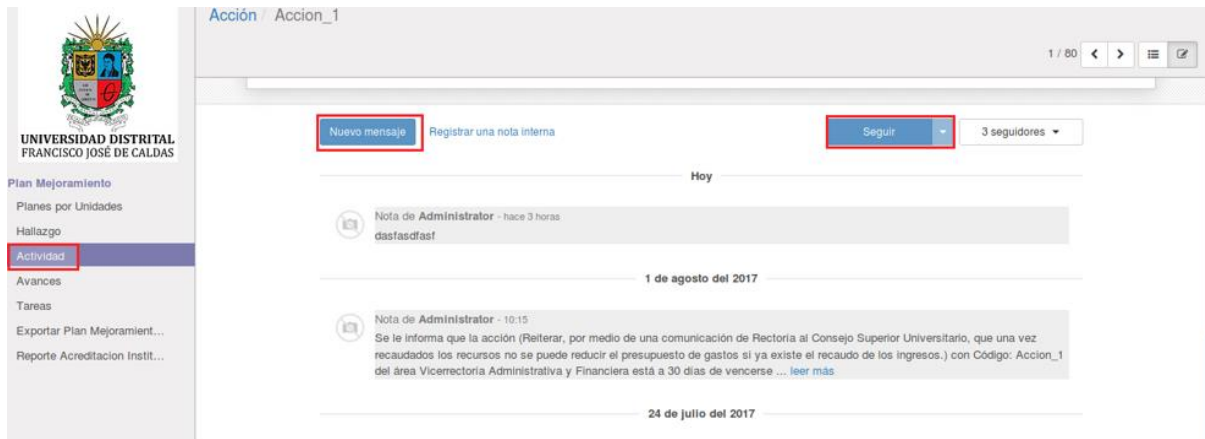 Acción / Accion_1
1 / 80
UNIVERSIDAD DISTRITAL
FRANCISCO JOSÉ DE CALDAS
Plan Mejoramiento
Planes por Unidades
Hallazgo
Actividad
Avances
Tareas
Exportar Plan Mejoramient...
Reporte Acreditacion Instit...
Nuevo mensaje Registrar una nota interna Seguir 3 seguidores
Hoy
Nota de Administrator - hace 3 horas
dasfasdfasf
1 de agosto del 2017
Nota de Administrator - 10:15
Se le informa que la acción (Reiterar, por medio de una comunicación de Rectoría al Consejo Superior Universitario, que una vez
recaudados los recursos no se puede reducir el presupuesto de gastos si ya existe el recaudo de los ingresos.) con Código: Accion_1
del área Vicerrectoría Administrativa y Financiera está a 30 días de vencerse ... leer más
24 de julio del 2017